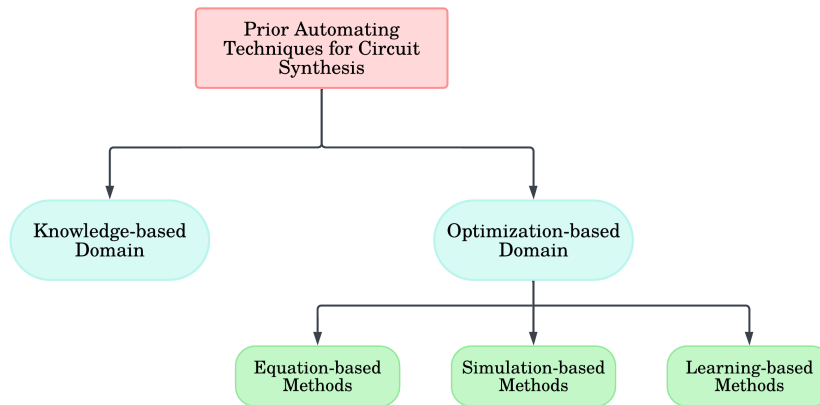 Prior Automating
Techniques for Circuit
Synthesis
Knowledge-based
Domain
Optimization-based
Domain
Equation-based
Methods
Simulation-based
Methods
Learning-based
Methods